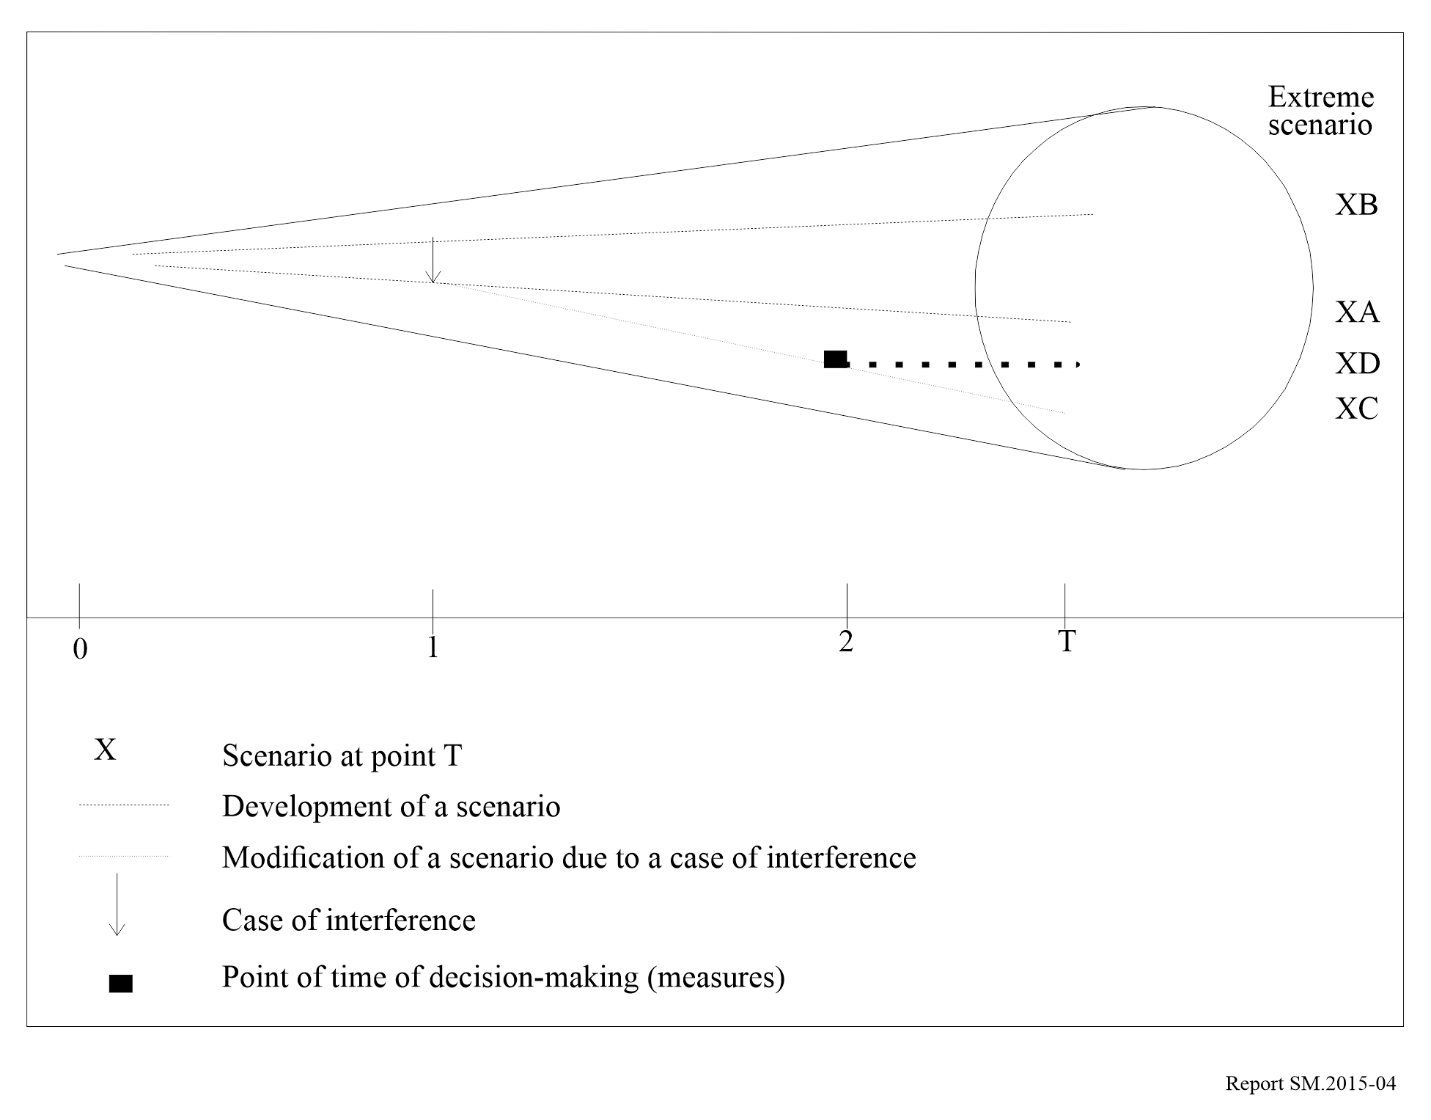 Extreme
scenario
XB
XA
XD
XC
0
1
2
T
X
Scenario at point T
Development of a scenario
Modification of a scenario due to a case of interference
Case of interference
Point of time of decision-making (measures)
Report SM.2015-04